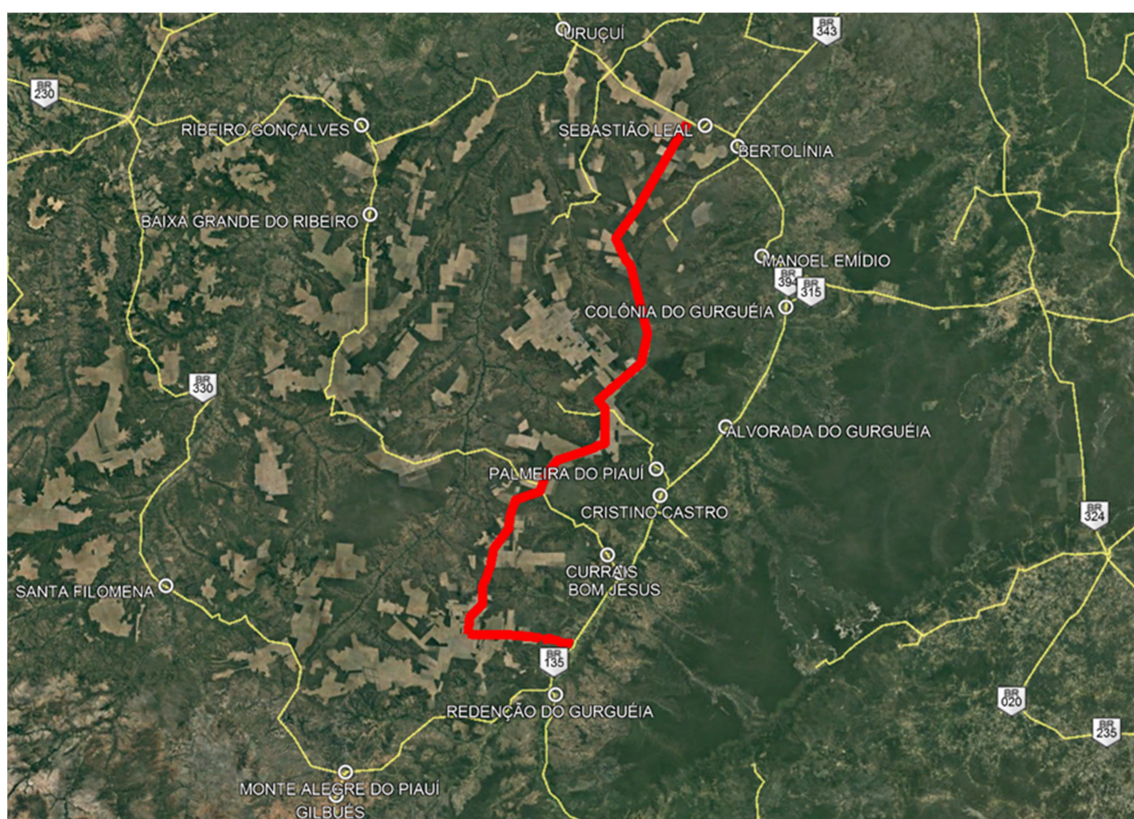 URUÇUÍ
BR
343
BR
230
RIBEIRO GONÇALVES
SEBASTIÃO LEAL
BERTOLÍNIA
BAIXA GRANDE DO RIBEIRO
MANOEL EMÍDIO
BR
394
BR
315
COLÔNIA DO GURGUÉIA
BR
330
ALVORADA DO GURGUÉIA
PALMEIRA DO PIAUÍ
CRISTINO CASTRO
BR
324
CURRAIS
BOM JESUS
SANTA FILOMENA
BR
135
BR
020
REDENÇÃO DO GURGUÉIA
BR
235
MONTE ALEGRE DO PIAUÍ
GILBUÉS